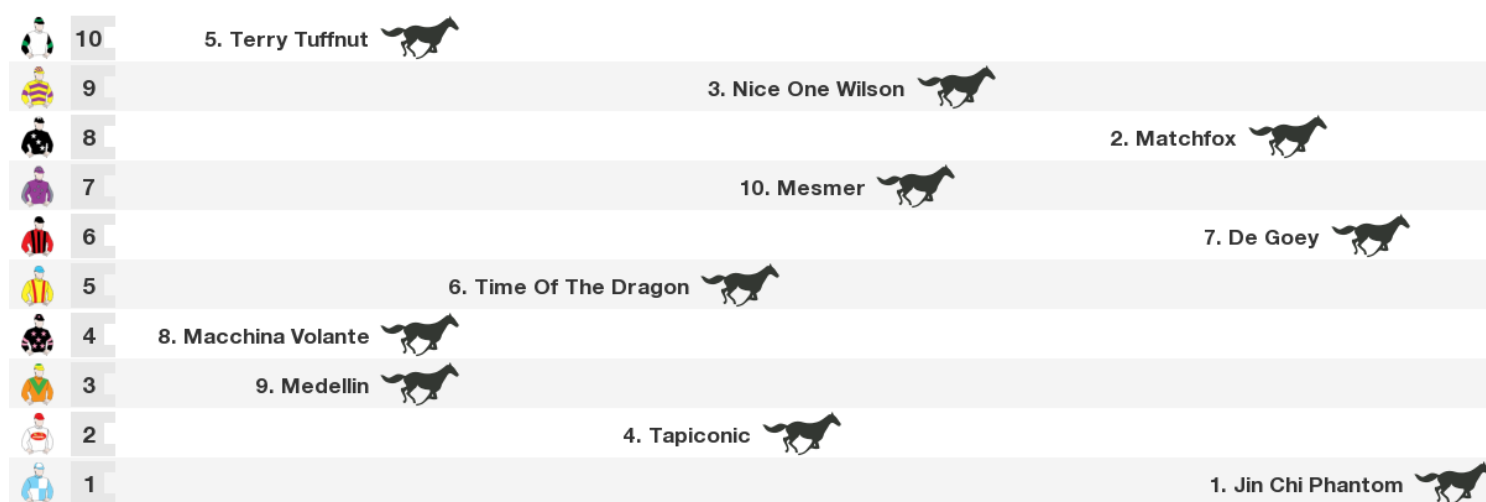 10 5. Terry Tuffnut
9 3. Nice One Wilson
8 2. Matchfox
7 10. Mesmer
6 7. De Goey
5 6. Time Of The Dragon
4 8. Macchina Volante
3 9. Medellin
2 4. Tapiconic
1 1. Jin Chi Phantom